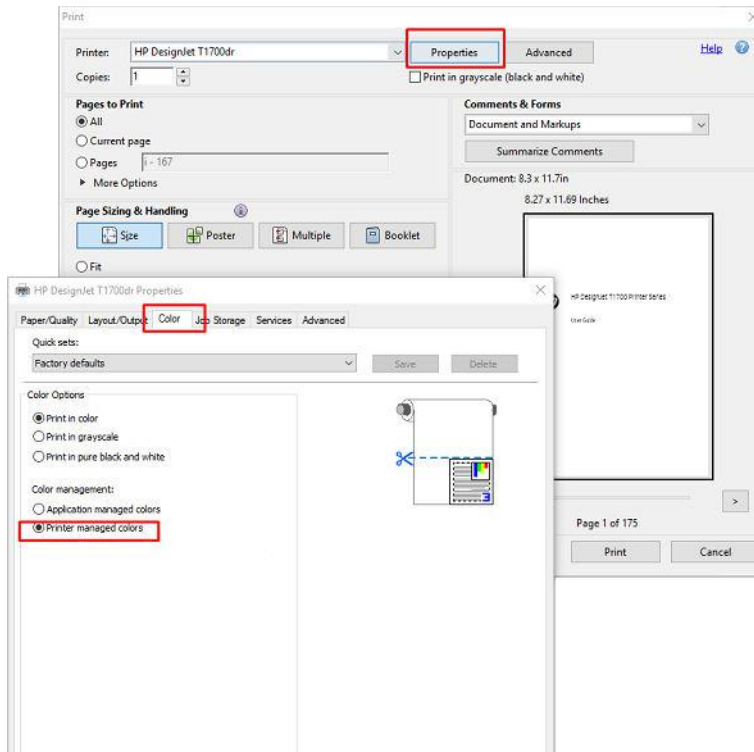 Print
Printer: HP DesignJet T1700dr Properties Advanced Help
Copies: 1 Print in grayscale (black and white)
Pages to Print
All
Current page
Pages i - 167
More Options
Comments & Forms
Document and Markups
Summarize Comments
Document: 8.3 x 11.7in
8.27 x 11.69 Inches
Page Sizing & Handling
Size Poster Multiple Booklet
Fit
HP DesignJet T1700 Printer Series
User Guide
Page 1 of 175
Print Cancel
HP DesignJet T1700dr Properties
Paper/Quality Layout/Output Color Job Storage Services Advanced
Quick sets:
Factory defaults Save Delete
Color Options
Print in color
Print in grayscale
Print in pure black and white
Color management:
Application managed colors
Printer managed colors
3